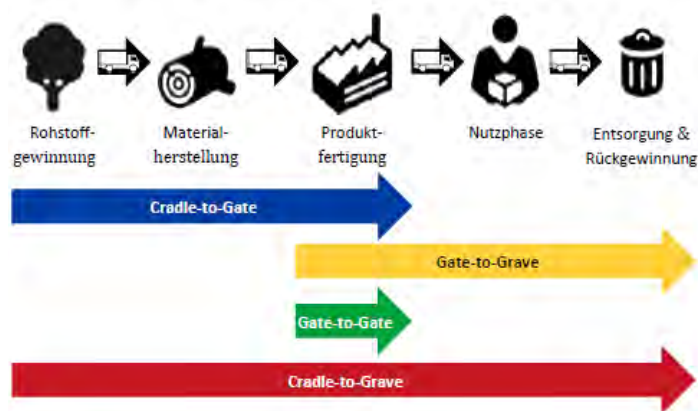 Rohstoff-
gewinnung
Material-
herstellung
Produkt-
fertigung
Nutzphase
Entsorgung &
Rückgewinnung
Cradle-to-Gate
Gate-to-Grave
Gate-to-Gate
Cradle-to-Grave